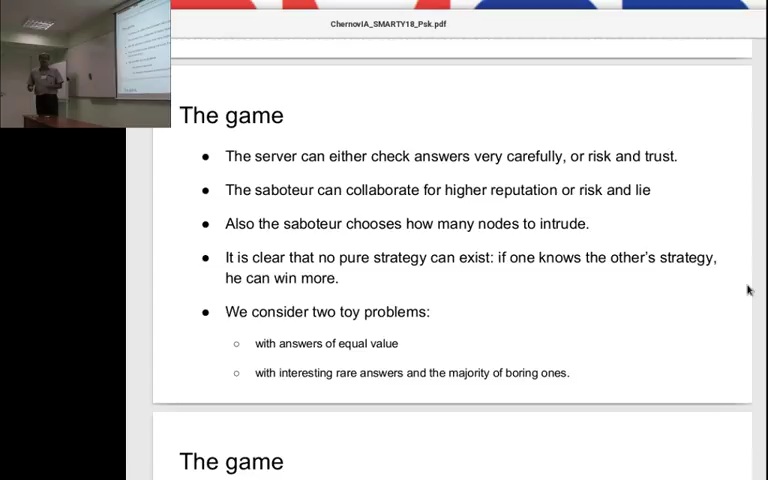 ChernovIA_SMARTY18_Psk.pdf
The game
● The server can either check answers very carefully, or risk and trust.
● The saboteur can collaborate for higher reputation or risk and lie
● Also the saboteur chooses how many nodes to intrude.
● It is clear that no pure strategy can exist: if one knows the other's strategy,
he can win more.
● We consider two toy problems:
○ with answers of equal value
○ with interesting rare answers and the majority of boring ones.
The game